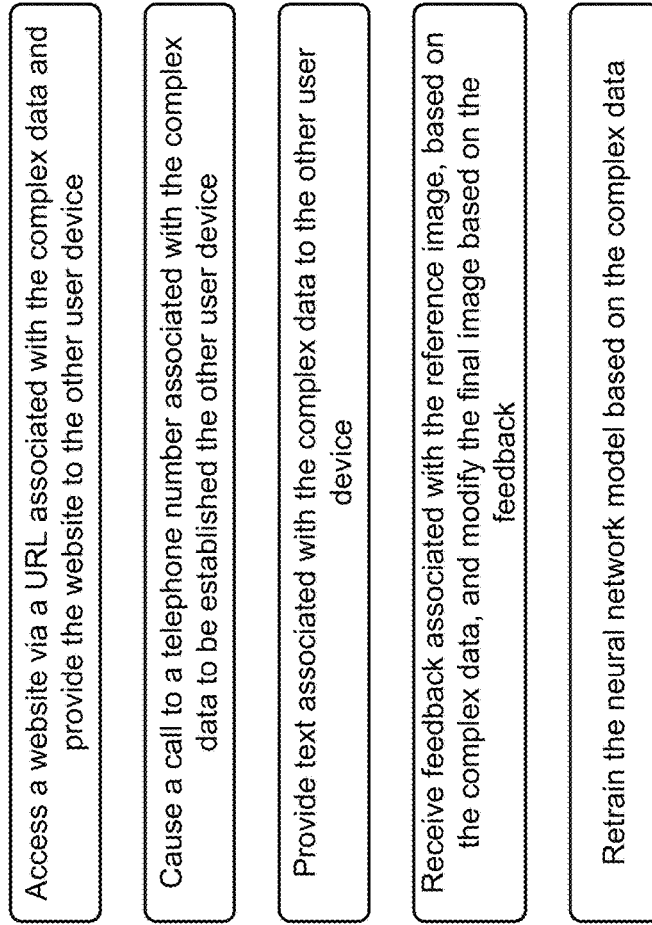 Access a website via a URL associated with the complex data and
provide the website to the other user device
Cause a call to a telephone number associated with the complex
data to be established the other user device
Provide text associated with the complex data to the other user
device
Receive feedback associated with the reference image, based on
the complex data, and modify the final image based on the
feedback
Retrain the neural network model based on the complex data